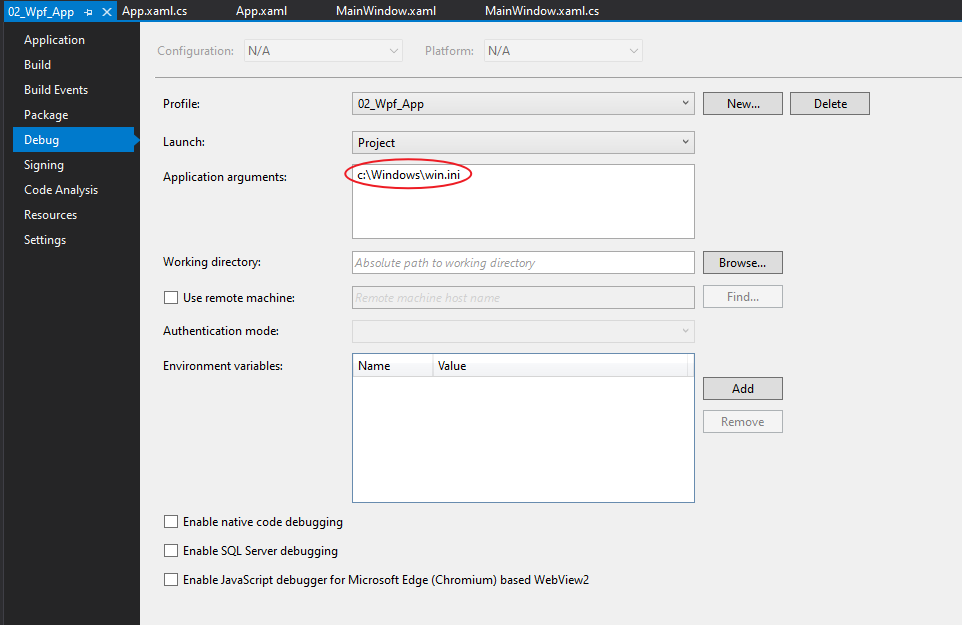 02_Wpf_App App.xaml.cs App.xaml MainWindow.xaml MainWindow.xaml.cs
Application
Build
Build Events
Package
Debug
Signing
Code Analysis
Resources
Settings
Configuration: N/A Platform: N/A
Profile: 02_Wpf_App New... Delete
Launch: Project
Application arguments: c:\Windows\win.ini
Working directory: Absolute path to working directory Browse...
Use remote machine: Remote machine host name Find...
Authentication mode:
Environment variables: Name Value
Add
Remove
Enable native code debugging
Enable SQL Server debugging
Enable JavaScript debugger for Microsoft Edge (Chromium) based WebView2